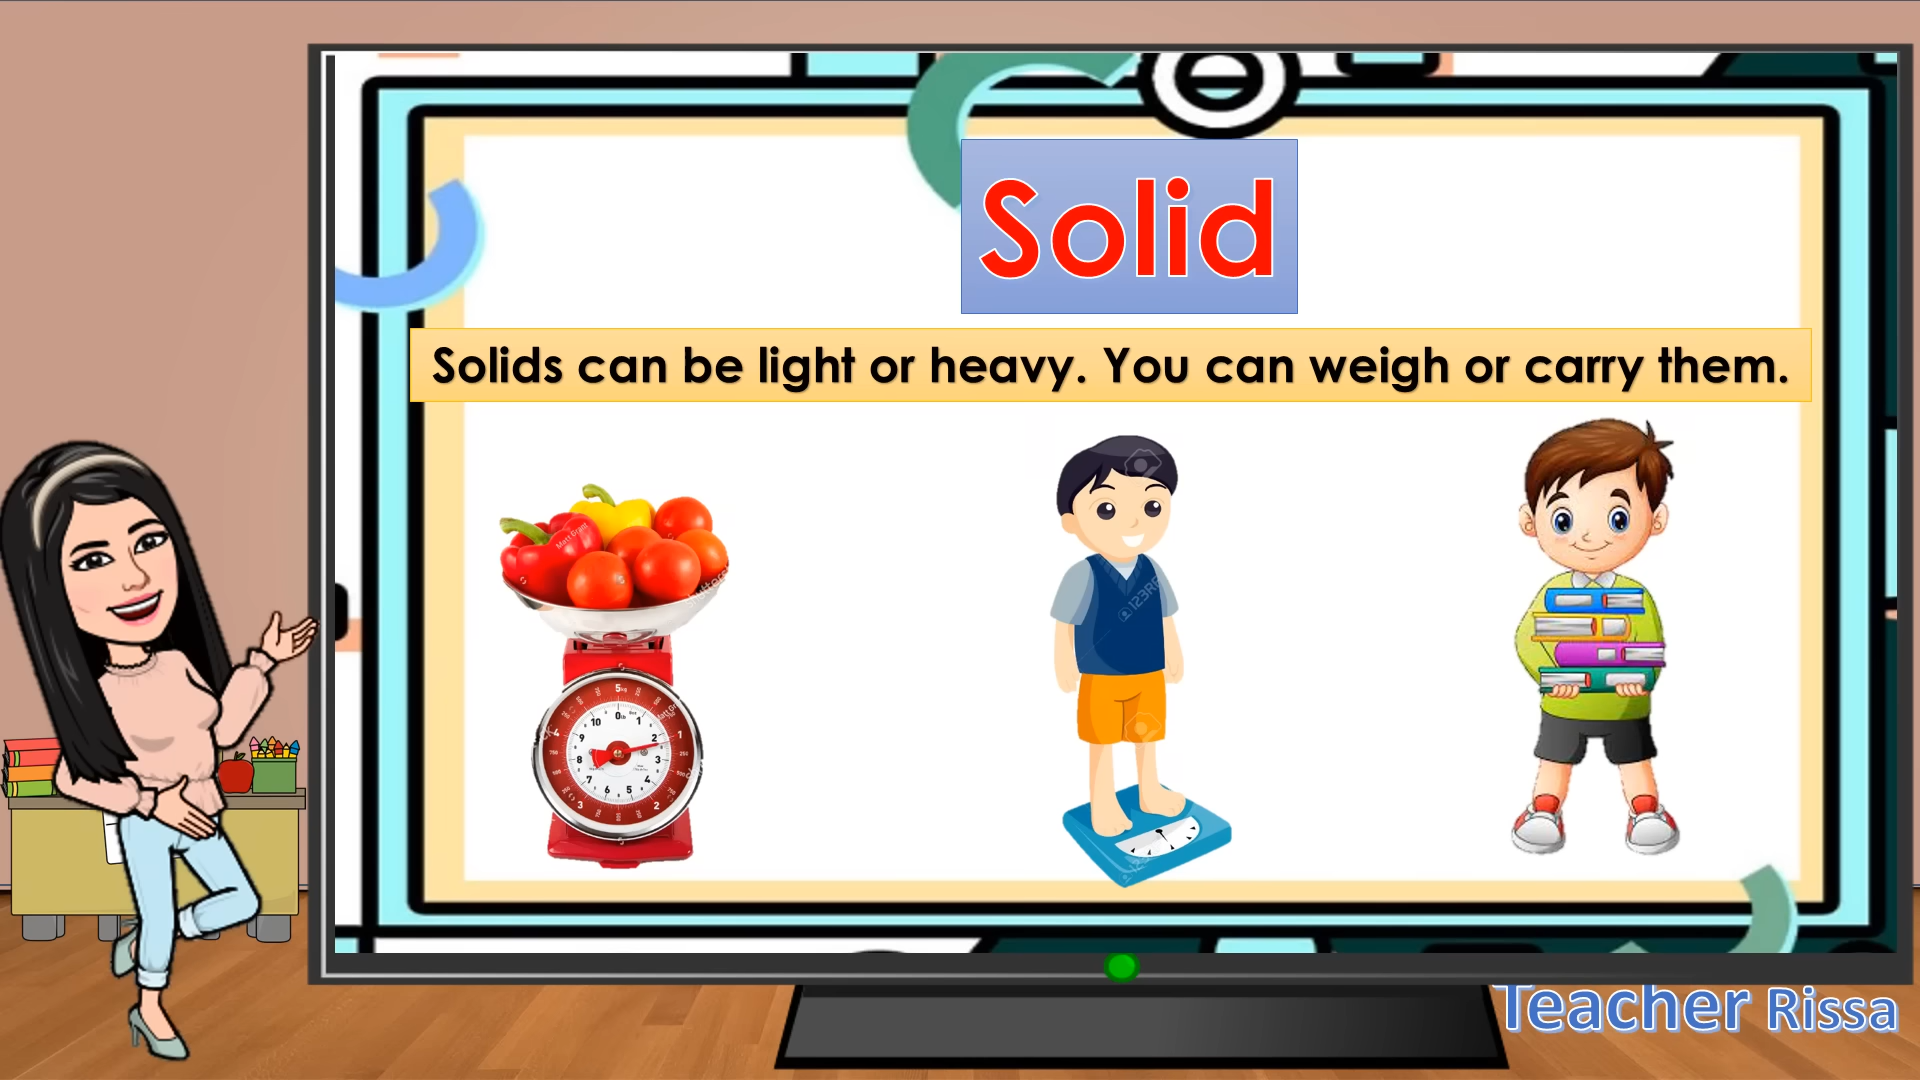 Solid
Solids can be light or heavy. You can weigh or carry them.
Teacher Rissa